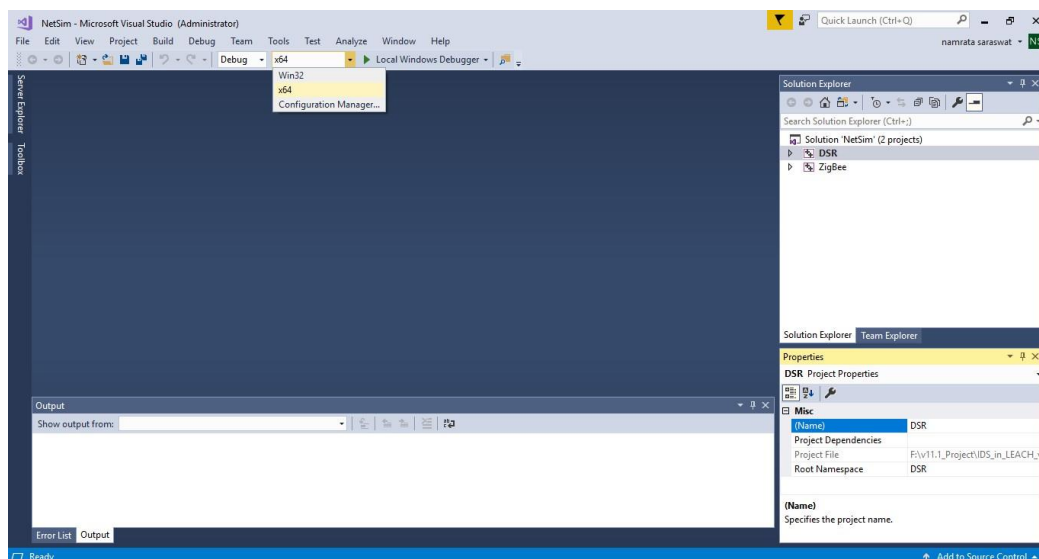 NetSim - Microsoft Visual Studio (Administrator)
Quick Launch (Ctrl+Q)
File Edit View Project Build Debug Team Tools Test Analyze Window Help
namrata saraswat
NS
Debug x64 Local Windows Debugger
Win32
x64
Configuration Manager...
Server Explorer
Toolbox
Solution Explorer
Search Solution Explorer (Ctrl+;)
Solution 'NetSim' (2 projects)
DSR
ZigBee
Solution Explorer Team Explorer
Properties
DSR Project Properties
Misc
(Name) DSR
Project Dependencies
Project File F:\v11.1_Project\IDS_in_LEACH_
Root Namespace DSR
(Name)
Specifies the project name.
Output
Show output from:
Error List Output
Ready
Add to Source Control